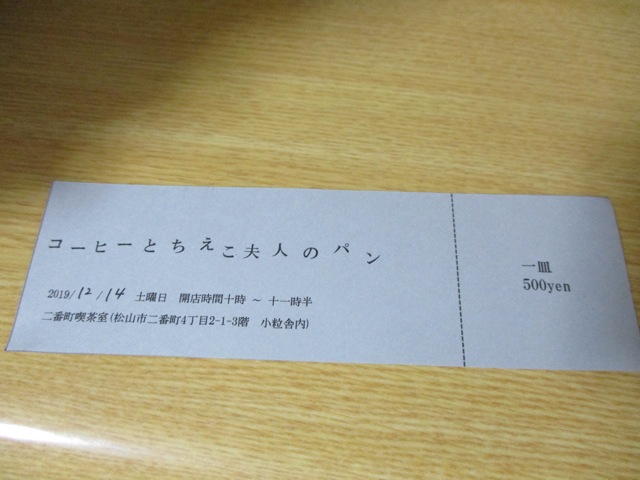 コーヒーとちえこ夫人のパン
2019/12/14 土曜日 開店時間十時 ～ 十一時半
二番町喫茶室(松山市二番町4丁目2-1-3階 小粒舎内)
一皿
500yen